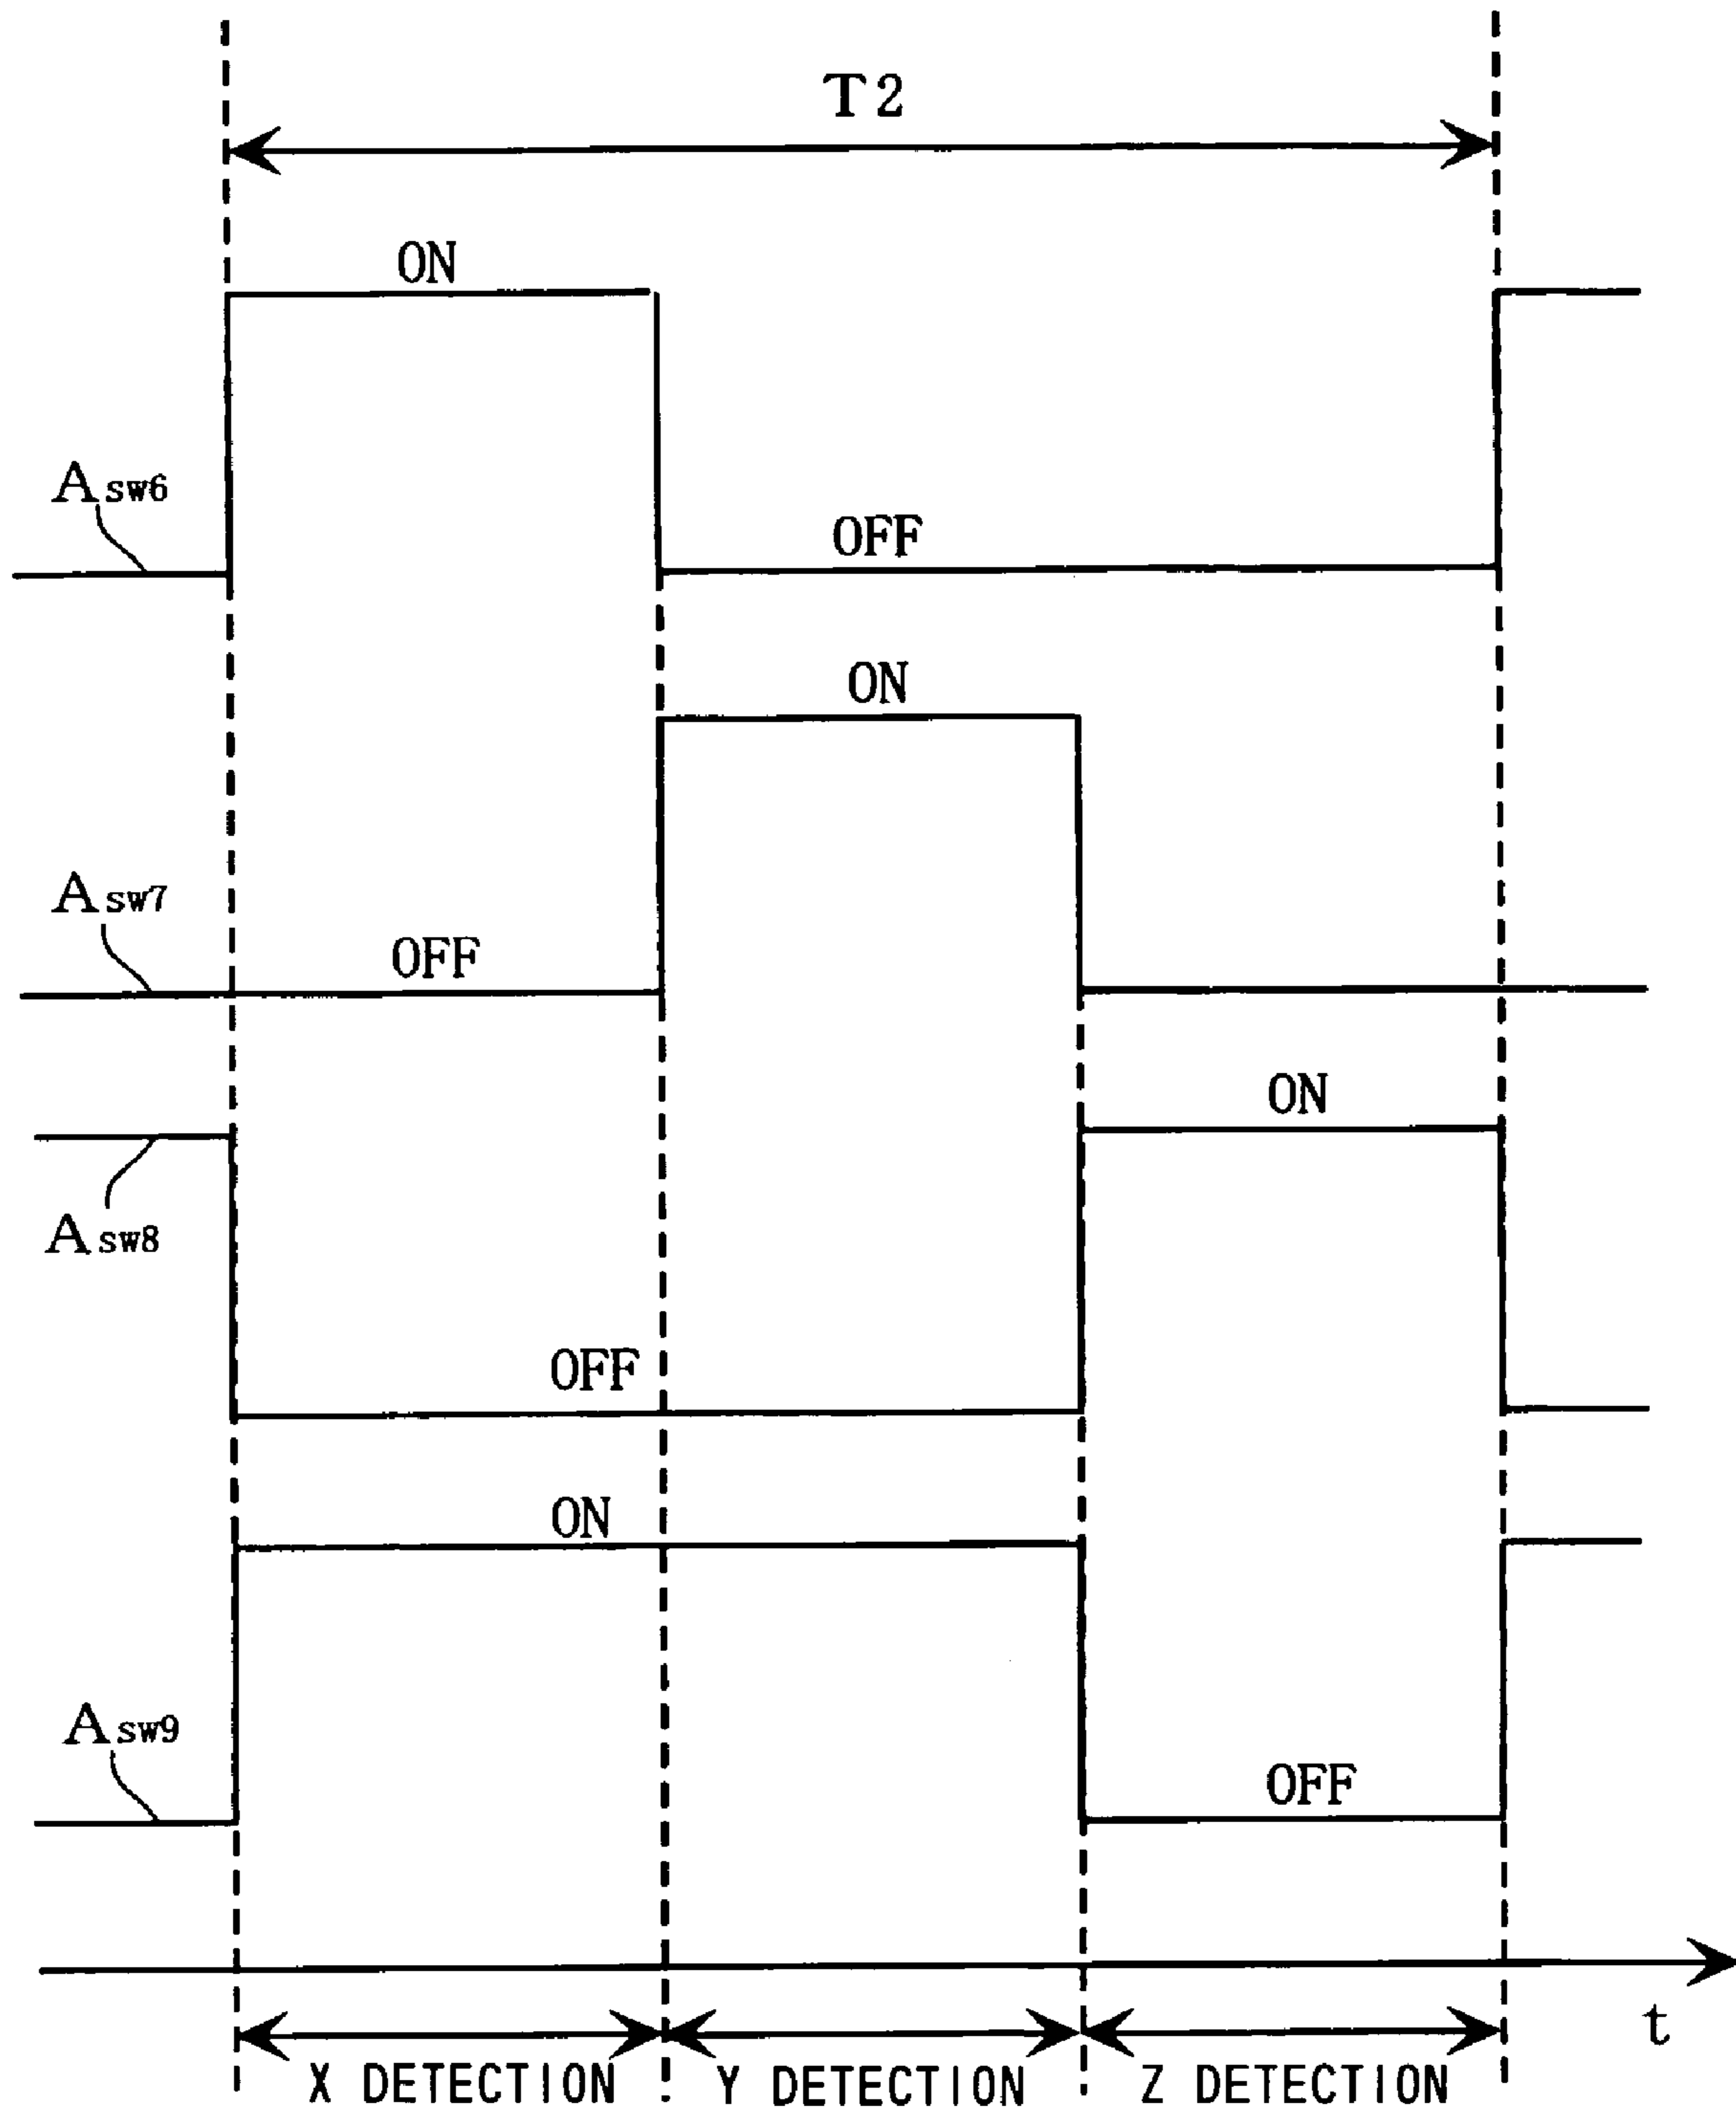 T2
ON
Asw6
OFF
ON
Asw7
OFF
ON
Asw8
OFF
ON
Asw9
OFF
t
X DETECTION Y DETECTION Z DETECTION